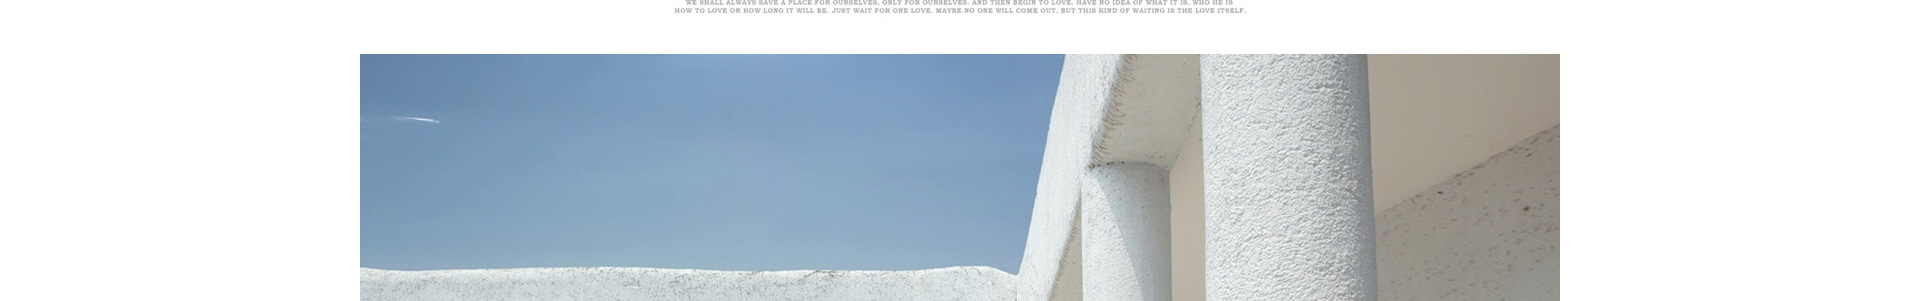 WE SHALL ALWAYS SAVE A PLACE FOR OURSELVES, ONLY FOR OURSELVES. AND THEN BEGIN TO LOVE. HAVE NO IDEA OF WHAT IT IS, WHO HE IS
HOW TO LOVE OR HOW LONG IT WILL BE. JUST WAIT FOR ONE LOVE. MAYBE NO ONE WILL COME OUT, BUT THIS KIND OF WAITING IS THE LOVE ITSELF.